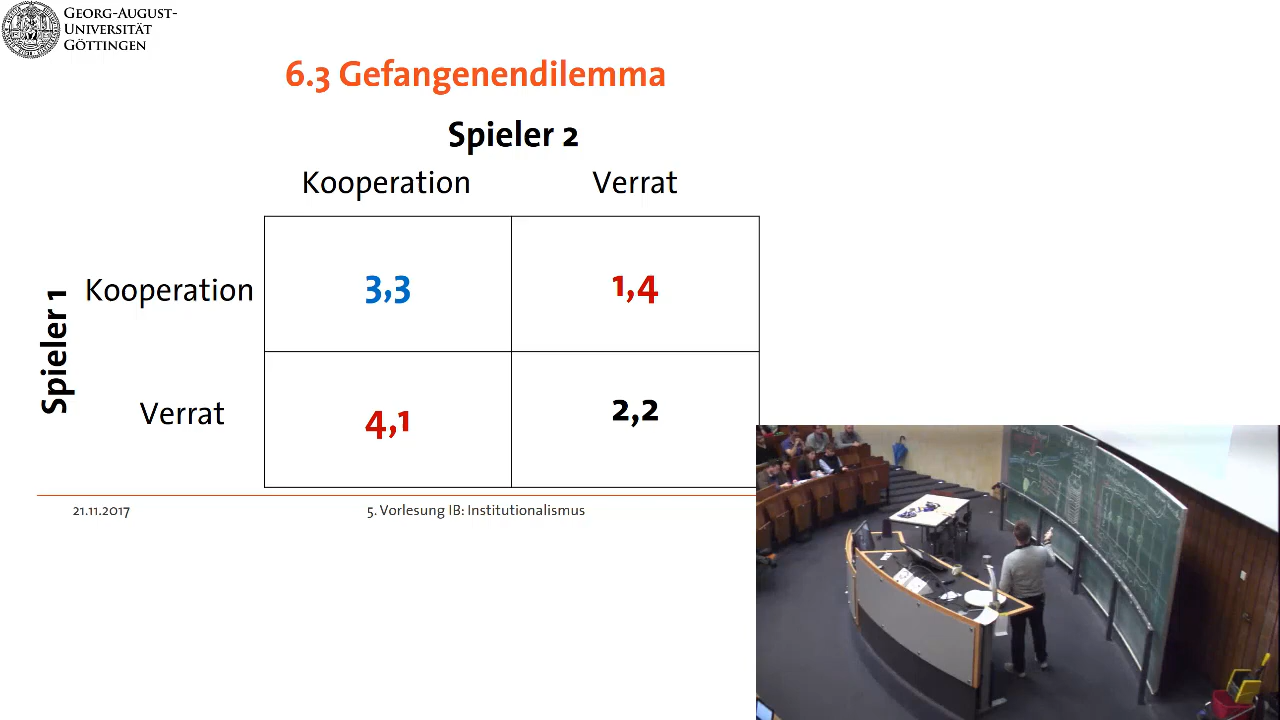 GEORG-AUGUST-
UNIVERSITÄT
GÖTTINGEN
6.3 Gefangenendilemma
Spieler 2
Kooperation Verrat
Spieler 1
Kooperation 3,3 1,4
Verrat 4,1 2,2
21.11.2017 5. Vorlesung IB: Institutionalismus